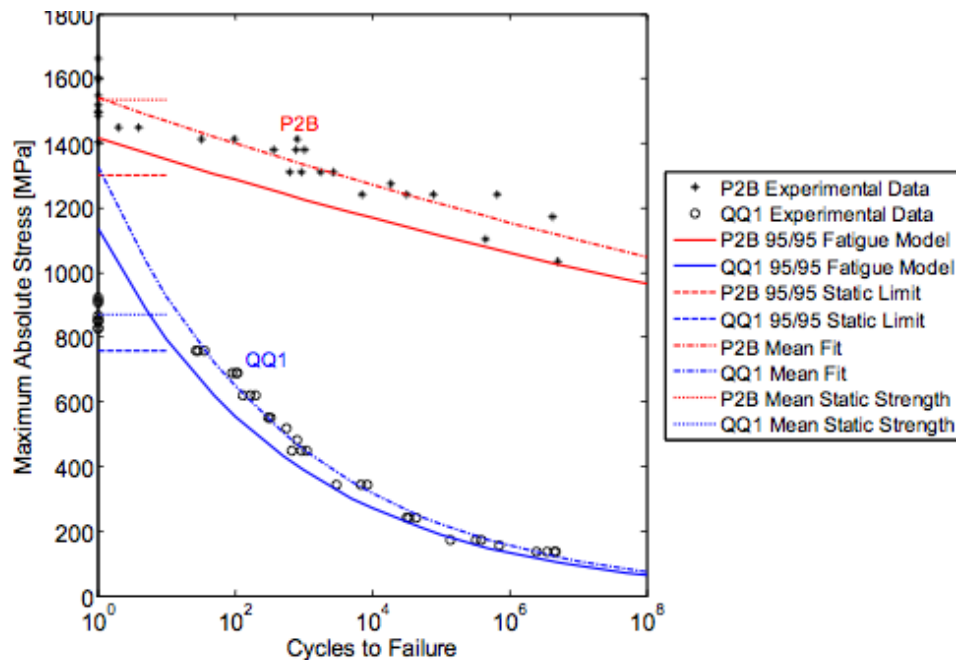 1800
1600
1400
1200
1000
800
600
400
200
0
Maximum Absolute Stress [MPa]
P2B
QQ1
10^0
10^2
10^4
10^6
10^8
Cycles to Failure
P2B Experimental Data
QQ1 Experimental Data
P2B 95/95 Fatigue Model
QQ1 95/95 Fatigue Model
P2B 95/95 Static Limit
QQ1 95/95 Static Limit
P2B Mean Fit
QQ1 Mean Fit
P2B Mean Static Strength
QQ1 Mean Static Strength